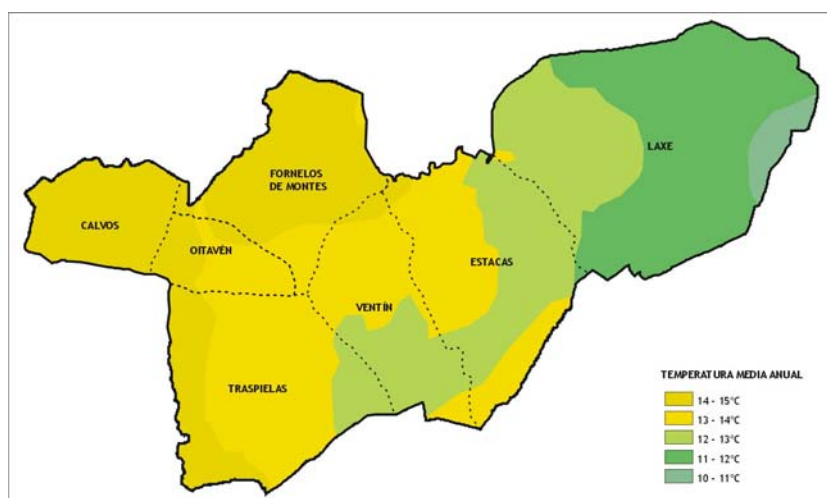 LAXE
FORNELOS
DE MONTES
CALVOS
OITAVÉN
ESTACAS
VENTÍN
TRASPIELAS
TEMPERATURA MEDIA ANUAL
14 - 15°C
13 - 14°C
12 - 13°C
11 - 12°C
10 - 11°C